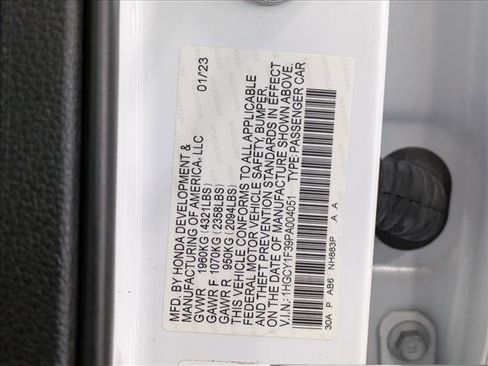 MFD. BY HONDA DEVELOPMENT &
MANUFACTURING OF AMERICA, LLC 01/23
GVWR 1960KG (4321LBS)
GAWR F 1070KG (2358LBS)
GAWR R 950KG (2094LBS)
THIS VEHICLE CONFORMS TO ALL APPLICABLE
FEDERAL MOTOR VEHICLE SAFETY, BUMPER,
AND THEFT PREVENTION STANDARDS IN EFFECT
ON THE DATE OF MANUFACTURE SHOWN ABOVE.
V.I.N.: 1HGCY1F39PA004051 TYPE: PASSENGER CAR
30A P AB6 NH883P A A